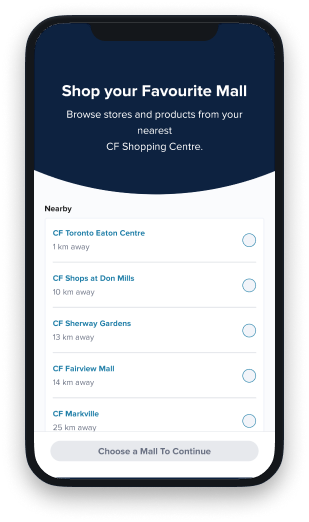 Shop your Favourite Mall
Browse stores and products from your
nearest
CF Shopping Centre.
Nearby
CF Toronto Eaton Centre
1 km away
CF Shops at Don Mills
10 km away
CF Sherway Gardens
13 km away
CF Fairview Mall
14 km away
CF Markville
25 km away
Choose a Mall To Continue